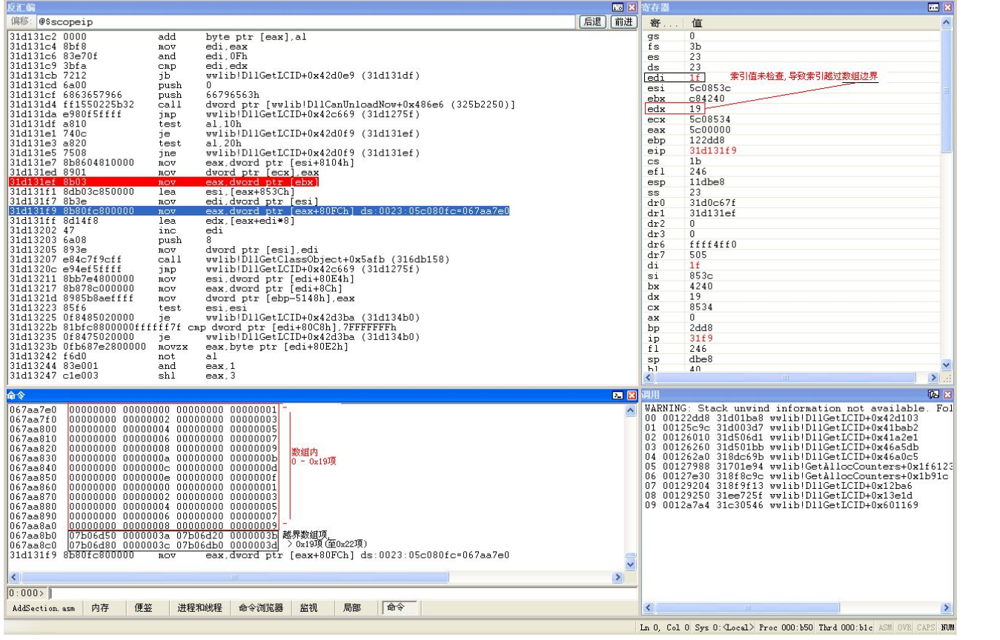 反汇编
偏移: @$scopeip 后退 前进
31d131c2 0000 add byte ptr [eax],al
31d131c4 8bf8 mov edi,eax
31d131c6 83e70f and edi,0Fh
31d131c9 3bfa cmp edi,edx
31d131cb 7212 jb wwlib!DllGetLCID+0x42d0e9 (31d131df)
31d131cd 6a00 push 0
31d131cf 6863657966 push 66796563h
31d131d4 ff1550225b32 call dword ptr [wwlib!DllCanUnloadNow+0x486e6 (325b2250)]
31d131da e980f5ffff jmp wwlib!DllGetLCID+0x42c669 (31d1275f)
31d131df a810 test al,10h
31d131e1 740c je wwlib!DllGetLCID+0x42d0f9 (31d131ef)
31d131e3 a820 test al,20h
31d131e5 7508 jne wwlib!DllGetLCID+0x42d0f9 (31d131ef)
31d131e7 8b8604810000 mov eax,dword ptr [esi+8104h]
31d131ed 8901 mov dword ptr [ecx],eax
31d131ef 8b03 mov eax,dword ptr [ebx]
31d131f1 8db03c850000 lea esi,[eax+853Ch]
31d131f7 8b3e mov edi,dword ptr [esi]
31d131f9 8b80fc800000 mov eax,dword ptr [eax+80FCh] ds:0023:05c080fc=067aa7e0
31d131ff 8d14f8 lea edx,[eax+edi*8]
31d13202 47 inc edi
31d13203 6a08 push 8
31d13205 893e mov dword ptr [esi],edi
31d13207 e84c7f9cff call wwlib!DllGetClassObject+0x5afb (316db158)
31d1320c e94ef5ffff jmp wwlib!DllGetLCID+0x42c669 (31d1275f)
31d13211 8bb7e4800000 mov esi,dword ptr [edi+80E4h]
31d13217 8b878c000000 mov eax,dword ptr [edi+8Ch]
31d1321d 8985b8aeffff mov dword ptr [ebp-5148h],eax
31d13223 85f6 test esi,esi
31d13225 0f8485020000 je wwlib!DllGetLCID+0x42d3ba (31d134b0)
31d1322b 81bfc8800000ffffff7f cmp dword ptr [edi+80C8h],7FFFFFFFh
31d13235 0f8475020000 je wwlib!DllGetLCID+0x42d3ba (31d134b0)
31d1323b 0fb687e2800000 movzx eax,byte ptr [edi+80E2h]
31d13242 f6d0 not al
31d13244 83e001 and eax,1
31d13247 c1e003 shl eax,3
寄存器
寄... 值
gs 0
fs 3b
es 23
ds 23
edi 1f 索引值未检查, 导致索引越过数组边界
esi 5c0853c
ebx c84240
edx 19
ecx 5c08534
eax 5c00000
ebp 122dd8
eip 31d131f9
cs 1b
efl 246
esp 11dbe8
ss 23
dr0 31d0c67f
dr1 31d131ef
dr2 0
dr3 0
dr6 ffff4ff0
dr7 505
di 1f
si 853c
bx 4240
dx 19
cx 8534
ax 0
bp 2dd8
ip 31f9
fl 246
sp dbe8
bl 40
命令
067aa7e0 00000000 00000000 00000000 00000001
067aa7f0 00000000 00000002 00000000 00000003
067aa800 00000000 00000004 00000000 00000005
067aa810 00000000 00000006 00000000 00000007
067aa820 00000000 00000008 00000000 00000009
067aa830 00000000 0000000a 00000000 0000000b
067aa840 00000000 0000000c 00000000 0000000d
067aa850 00000000 0000000e 00000000 0000000f
067aa860 00000000 00000000 00000000 00000001
067aa870 00000000 00000002 00000000 00000003
067aa880 00000000 00000004 00000000 00000005
067aa890 00000000 00000006 00000000 00000007
067aa8a0 00000000 00000008 00000000 00000009
067aa8b0 07b06d50 0000003a 07b06d20 0000003b
067aa8c0 07b06d80 0000003c 07b06db0 0000003d
31d131f9 8b80fc800000 mov eax,dword ptr [eax+80FCh] ds:0023:05c080fc=067aa7e0
数组内
0 - 0x19项
越界数组项,
> 0x19项(至0x22项)
0:000>
AddSection.asm 内存 便签 进程和线程 命令浏览器 监视 局部 命令
调用
WARNING: Stack unwind information not available. Fol
00 00122dd8 31d01ba8 wwlib!DllGetLCID+0x42d103
01 00125c9c 31d003d7 wwlib!DllGetLCID+0x41bab2
02 00126010 31d506d1 wwlib!DllGetLCID+0x41a2e1
03 00126260 31d501bb wwlib!DllGetLCID+0x46a5db
04 001262a0 318dc69b wwlib!DllGetLCID+0x46a0c5
05 00127988 31701e94 wwlib!GetAllocCounters+0x1f6123
06 00127e30 318f8c9c wwlib!GetAllocCounters+0x1b91c
07 00129204 318f9f13 wwlib!DllGetLCID+0x12ba6
08 00129250 31ee725f wwlib!DllGetLCID+0x13e1d
09 0012a7a4 31c30546 wwlib!DllGetLCID+0x601169
Ln 0, Col 0 Sys 0:<Local> Proc 000:b50 Thrd 000:b1c ASM OVR CAPS NUM